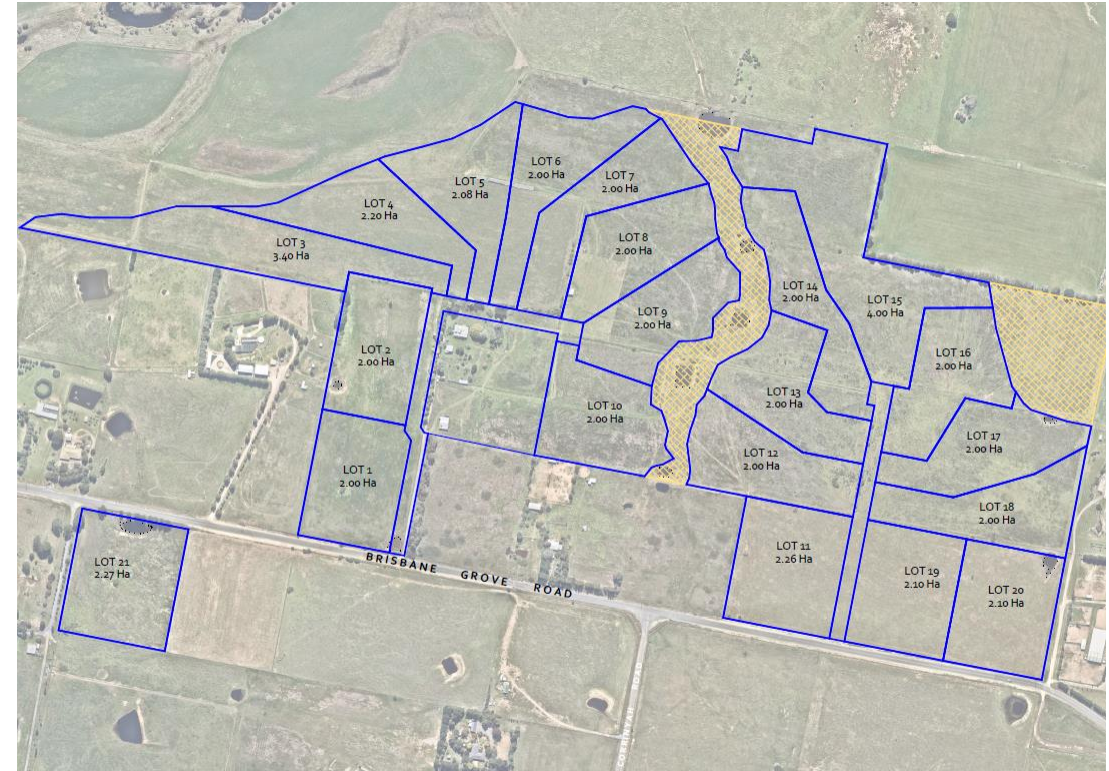 LOT 6
2.00 Ha
LOT 5
2.08 Ha
LOT 7
2.00 Ha
LOT 4
2.20 Ha
LOT 3
3.40 Ha
LOT 8
2.00 Ha
LOT 14
2.00 Ha
LOT 15
4.00 Ha
LOT 9
2.00 Ha
LOT 2
2.00 Ha
LOT 16
2.00 Ha
LOT 13
2.00 Ha
LOT 10
2.00 Ha
LOT 17
2.00 Ha
LOT 12
2.00 Ha
LOT 1
2.00 Ha
LOT 18
2.00 Ha
LOT 11
2.26 Ha
LOT 21
2.27 Ha
LOT 19
2.10 Ha
LOT 20
2.10 Ha
BRISBANE GROVE ROAD
ROAD